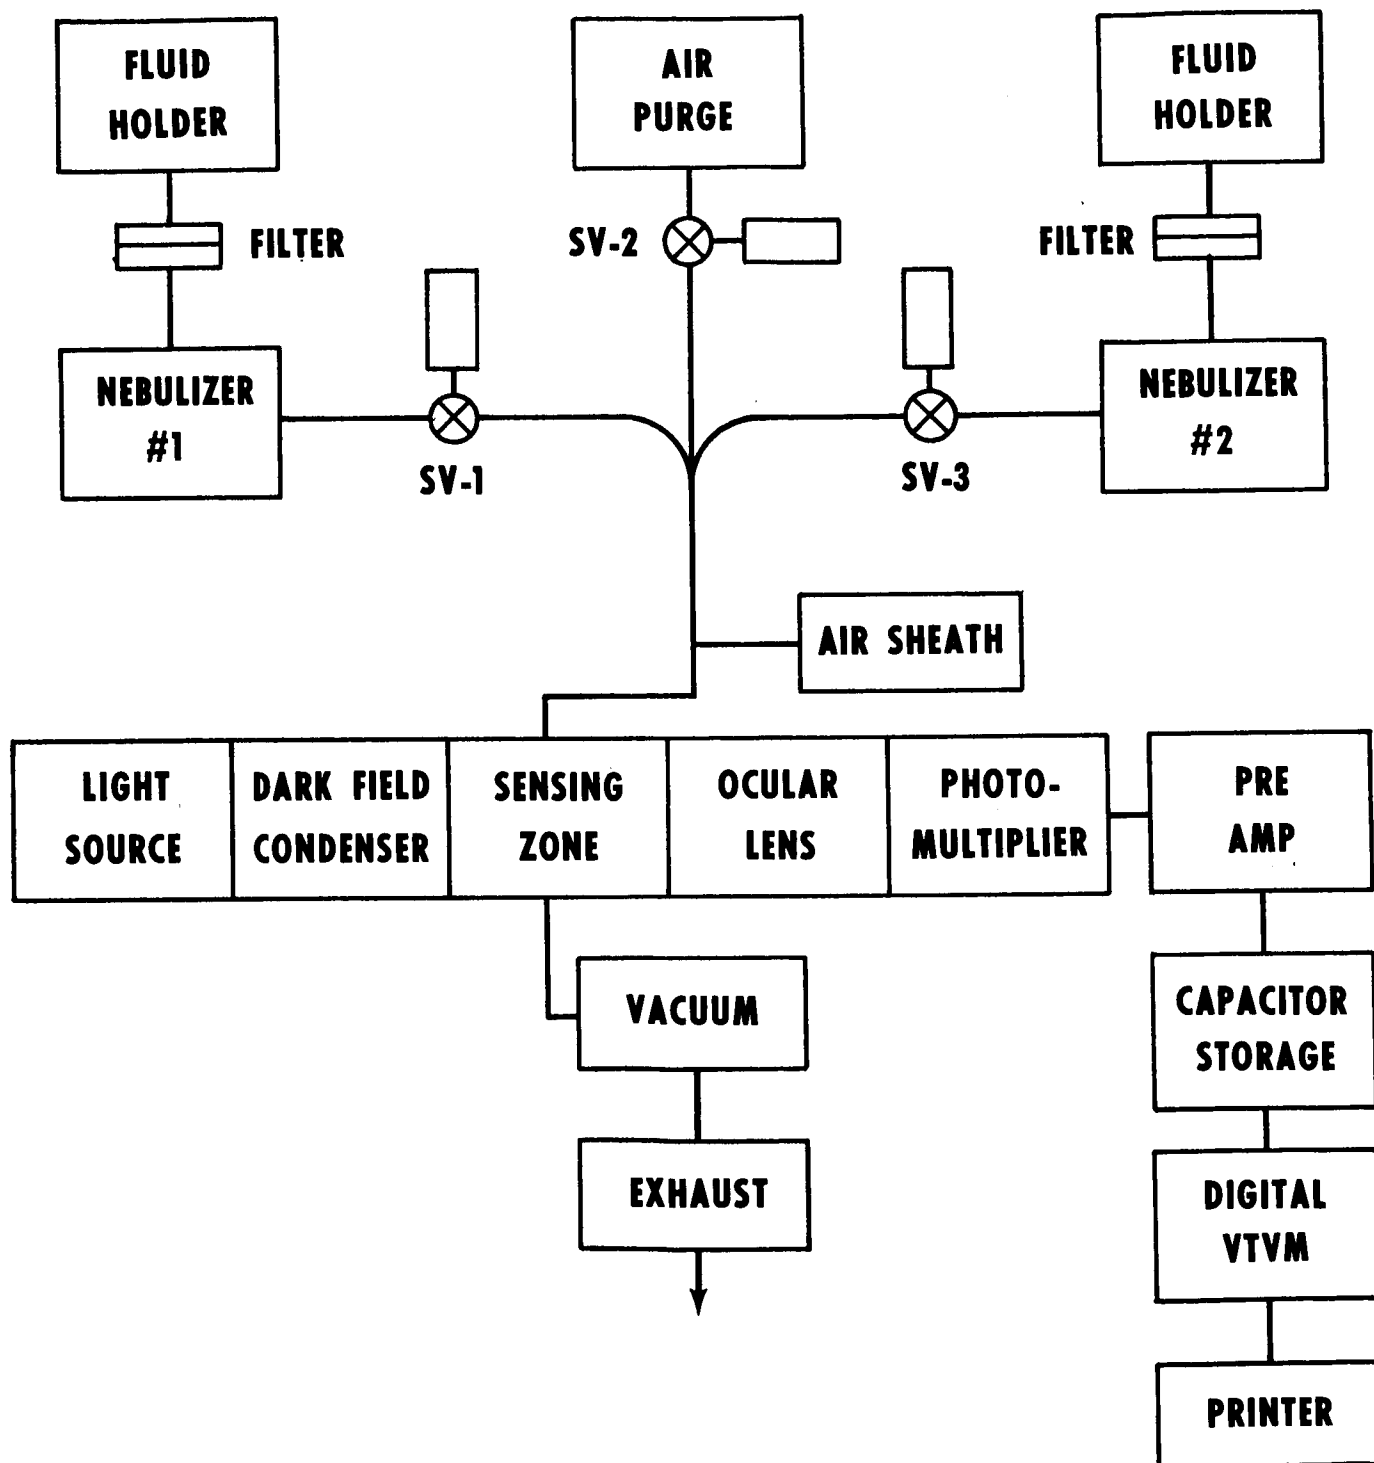 FLUID
HOLDER
AIR
PURGE
FLUID
HOLDER
FILTER
SV-2
FILTER
NEBULIZER
#1
SV-1
SV-3
NEBULIZER
#2
AIR SHEATH
LIGHT
SOURCE
DARK FIELD
CONDENSER
SENSING
ZONE
OCULAR
LENS
PHOTO-
MULTIPLIER
PRE
AMP
VACUUM
CAPACITOR
STORAGE
EXHAUST
DIGITAL
VTVM
PRINTER